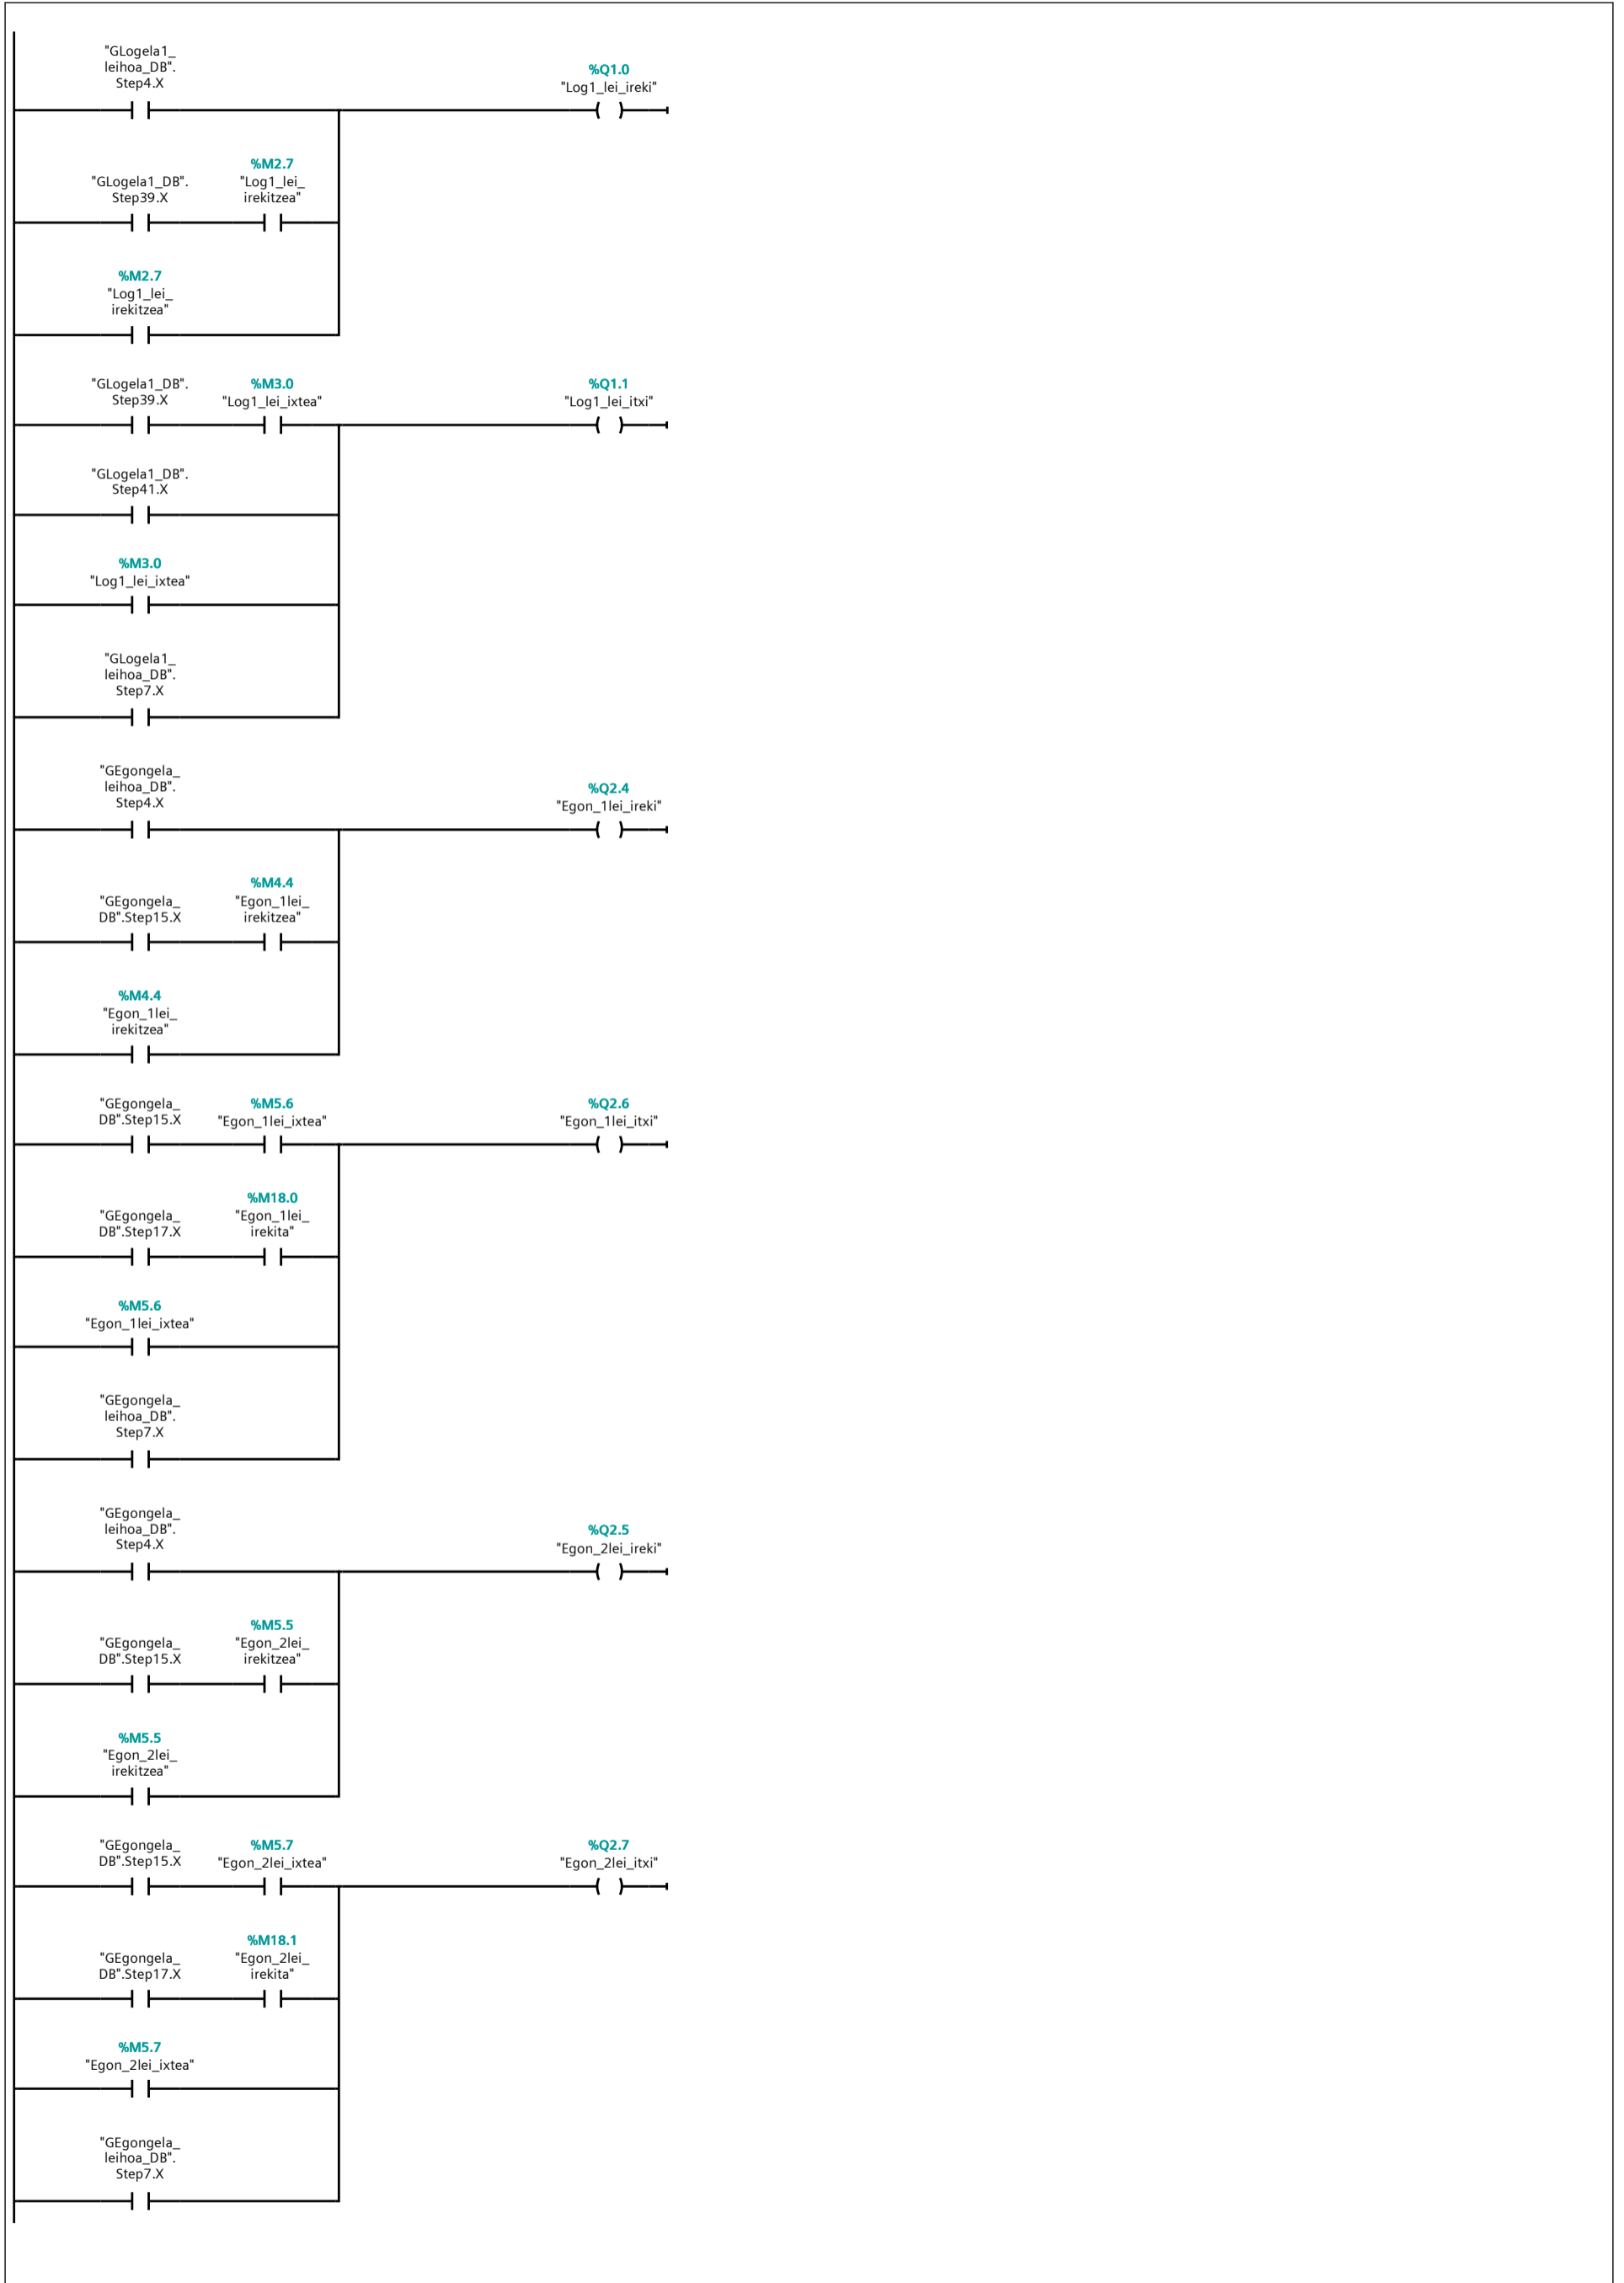 "GLogela1_
leihoa_DB".
Step4.X
%Q1.0
"Log1_lei_ireki"
"GLogela1_DB".
Step39.X
%M2.7
"Log1_lei_
irekitzea"
%M2.7
"Log1_lei_
irekitzea"
"GLogela1_DB".
Step39.X
%M3.0
"Log1_lei_ixtea"
%Q1.1
"Log1_lei_itxi"
"GLogela1_DB".
Step41.X
%M3.0
"Log1_lei_ixtea"
"GLogela1_
leihoa_DB".
Step7.X
"GEgongela_
leihoa_DB".
Step4.X
%Q2.4
"Egon_1lei_ireki"
"GEgongela_
DB".Step15.X
%M4.4
"Egon_1lei_
irekitzea"
%M4.4
"Egon_1lei_
irekitzea"
"GEgongela_
DB".Step15.X
%M5.6
"Egon_1lei_ixtea"
%Q2.6
"Egon_1lei_itxi"
"GEgongela_
DB".Step17.X
%M18.0
"Egon_1lei_
irekita"
%M5.6
"Egon_1lei_ixtea"
"GEgongela_
leihoa_DB".
Step7.X
"GEgongela_
leihoa_DB".
Step4.X
%Q2.5
"Egon_2lei_ireki"
"GEgongela_
DB".Step15.X
%M5.5
"Egon_2lei_
irekitzea"
%M5.5
"Egon_2lei_
irekitzea"
"GEgongela_
DB".Step15.X
%M5.7
"Egon_2lei_ixtea"
%Q2.7
"Egon_2lei_itxi"
"GEgongela_
DB".Step17.X
%M18.1
"Egon_2lei_
irekita"
%M5.7
"Egon_2lei_ixtea"
"GEgongela_
leihoa_DB".
Step7.X